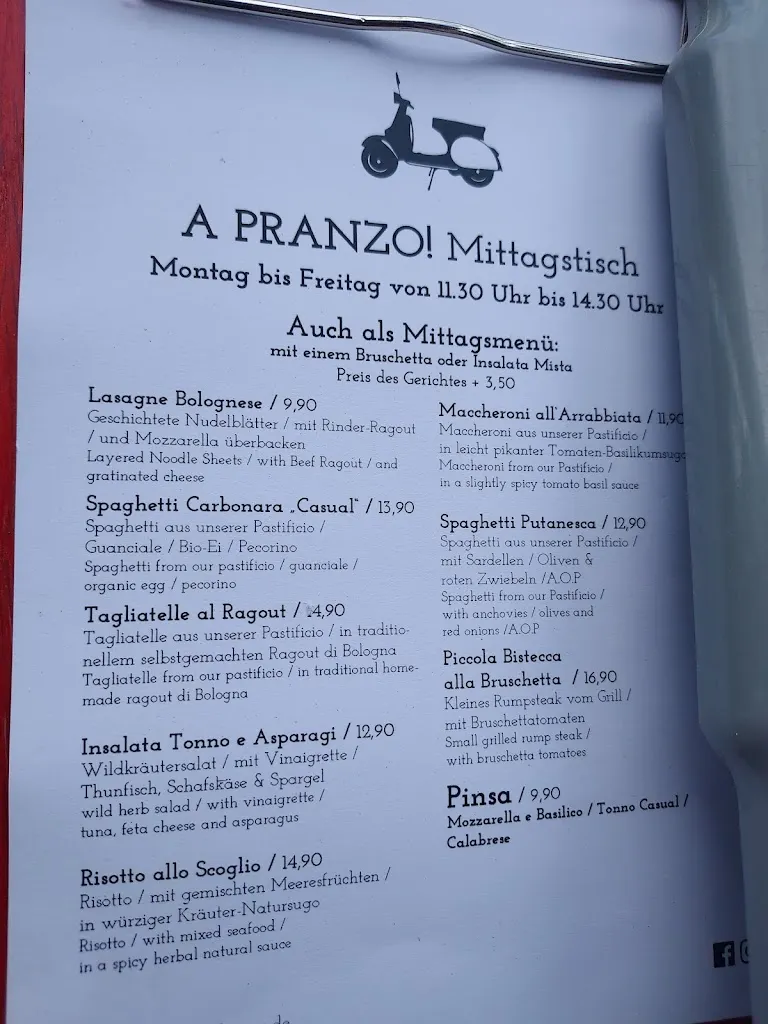 A PRANZO! Mittagstisch
Montag bis Freitag von 11.30 Uhr bis 14.30 Uhr
Auch als Mittagsmenü:
mit einem Bruschetta oder Insalata Mista
Preis des Gerichtes + 3,50
Lasagne Bolognese / 9,90
Geschichtete Nudelblätter / mit Rinder-Ragout
/ und Mozzarella überbacken
Layered Noodle Sheets / with Beef Ragout / and
gratinated cheese
Spaghetti Carbonara „Casual“ / 13,90
Spaghetti aus unserer Pastificio /
Guanciale / Bio-Ei / Pecorino
Spaghetti from our pastificio / guanciale /
organic egg / pecorino
Tagliatelle al Ragout / 14,90
Tagliatelle aus unserer Pastificio / in traditio-
nellem selbstgemachten Ragout di Bologna
Tagliatelle from our pastificio / in traditional home-
made ragout di Bologna
Insalata Tonno e Asparagi / 12,90
Wildkräutersalat / mit Vinaigrette /
Thunfisch, Schafskäse & Spargel
wild herb salad / with vinaigrette /
tuna, feta cheese and asparagus
Risotto allo Scoglio / 14,90
Risotto / mit gemischten Meeresfrüchten /
in würziger Kräuter-Natursugo
Risotto / with mixed seafood /
in a spicy herbal natural sauce
Maccheroni all'Arrabbiata / 11,90
Maccheroni aus unserer Pastificio /
in leicht pikanter Tomaten-Basilikumsugo
Maccheroni from our Pastificio /
in a slightly spicy tomato basil sauce
Spaghetti Putanesca / 12,90
Spaghetti aus unserer Pastificio /
mit Sardellen / Oliven &
roten Zwiebeln /A.O.P
Spaghetti from our Pastificio /
with anchovies / olives and
red onions /A.O.P
Piccola Bistecca
alla Bruschetta / 16,90
Kleines Rumpsteak vom Grill /
mit Bruschettatomaten
Small grilled rump steak /
with bruschetta tomatoes
Pinsa / 9,90
Mozzarella e Basilico / Tonno Casual /
Calabrese